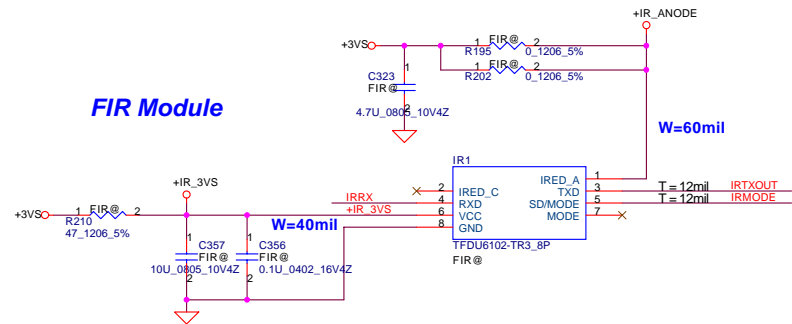 +IR_ANODE
+3VS
1 FIR@ 2
R195 0_1206_5%
1 FIR@ 2
R202 0_1206_5%
1
C323
FIR@
2
4.7U_0805_10V4Z
FIR Module
W=60mil
IR1
+IR_3VS
IRRX
+IR_3VS
2 IRED_C
4 RXD
6 VCC
8 GND
IRED_A 1
TXD 3
SD/MODE 5
MODE 7
T = 12mil IRTXOUT
T = 12mil IRMODE
TFDU6102-TR3_8P
FIR@
+3VS
1 FIR@ 2
R210
47_1206_5%
W=40mil
1
C357
FIR@
10U_0805_10V4Z
2
1
C356
FIR@
0.1U_0402_16V4Z
2